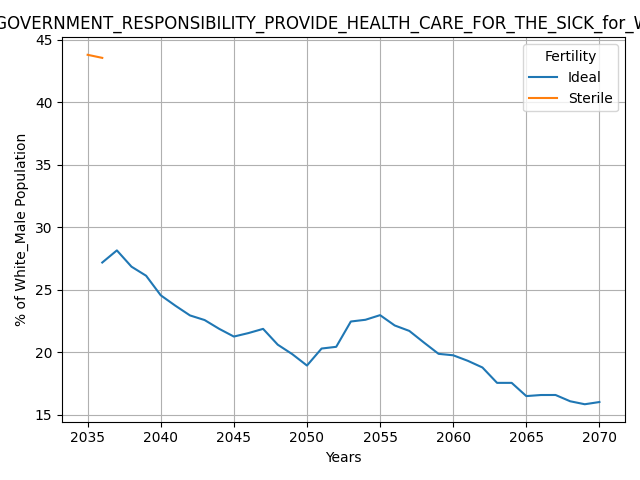 GOVERNMENT_RESPONSIBILITY_PROVIDE_HEALTH_CARE_FOR_THE_SICK_for_W
45
40
35
30
25
20
15
% of White_Male Population
Fertility
Ideal
Sterile
2035 2040 2045 2050 2055 2060 2065 2070
Years